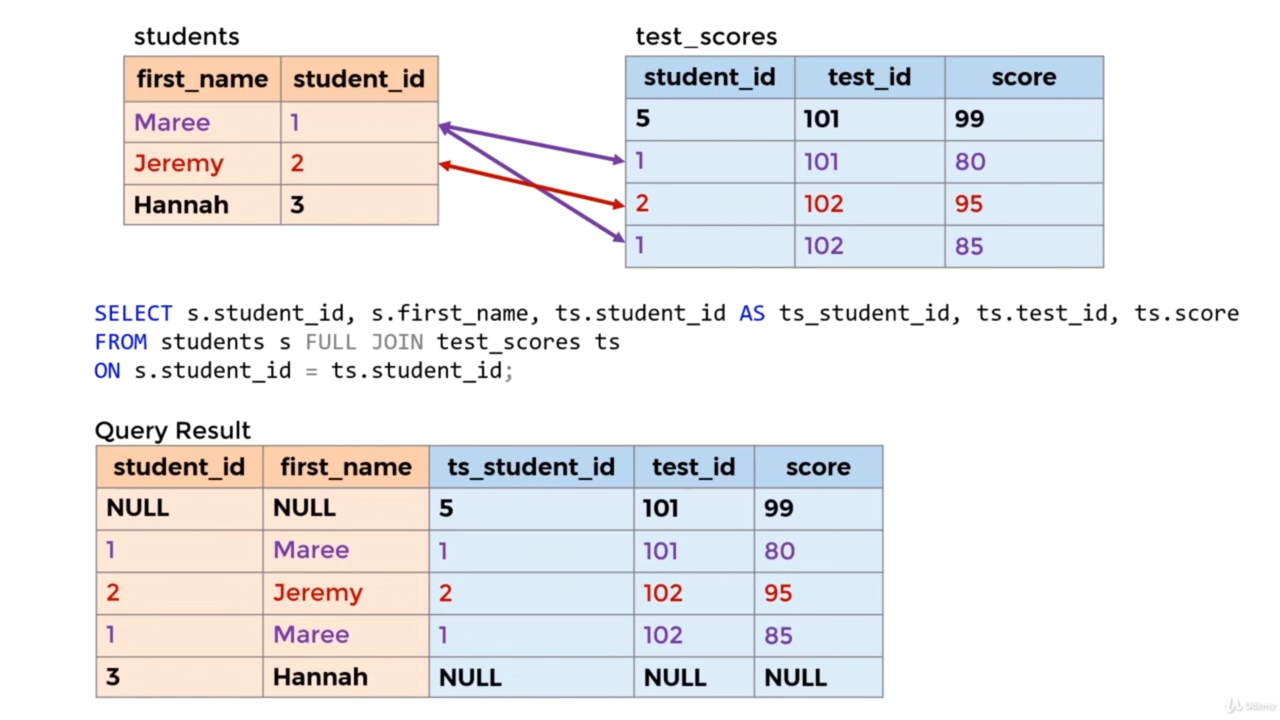 students
first_name student_id
Maree 1
Jeremy 2
Hannah 3
test_scores
student_id test_id score
5 101 99
1 101 80
2 102 95
1 102 85
SELECT s.student_id, s.first_name, ts.student_id AS ts_student_id, ts.test_id, ts.score
FROM students s FULL JOIN test_scores ts
ON s.student_id = ts.student_id;
Query Result
student_id first_name ts_student_id test_id score
NULL NULL 5 101 99
1 Maree 1 101 80
2 Jeremy 2 102 95
1 Maree 1 102 85
3 Hannah NULL NULL NULL
Udemy